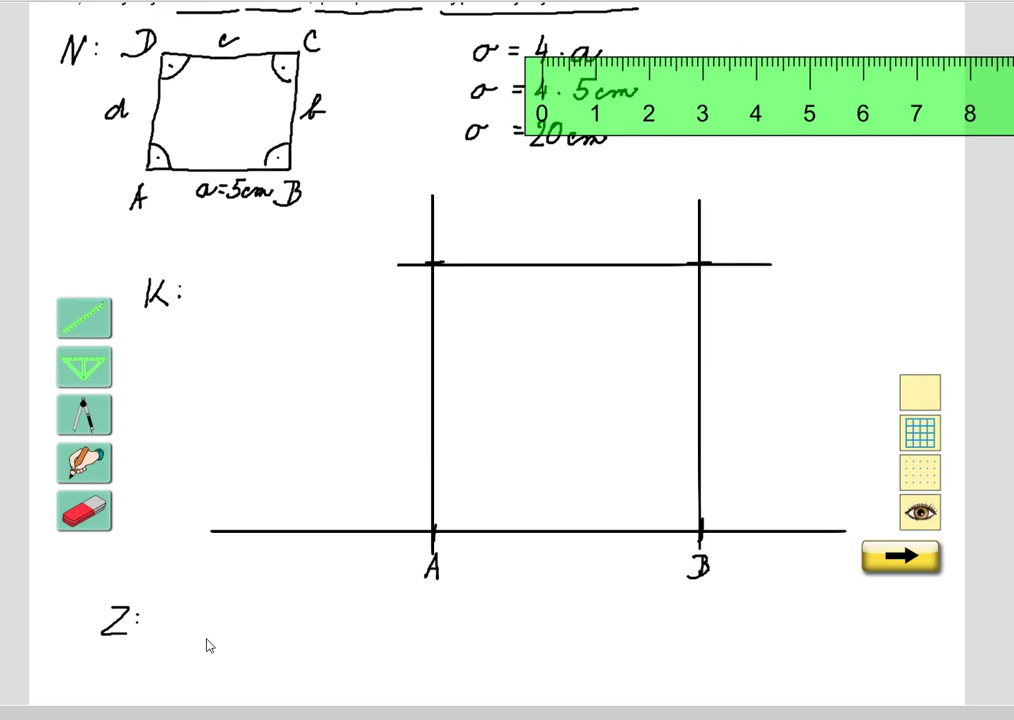 N: D c C
d b
A a=5cm B
o = 4·a
o = 4·5cm
o = 20cm
0 1 2 3 4 5 6 7 8
K:
A B
Z: